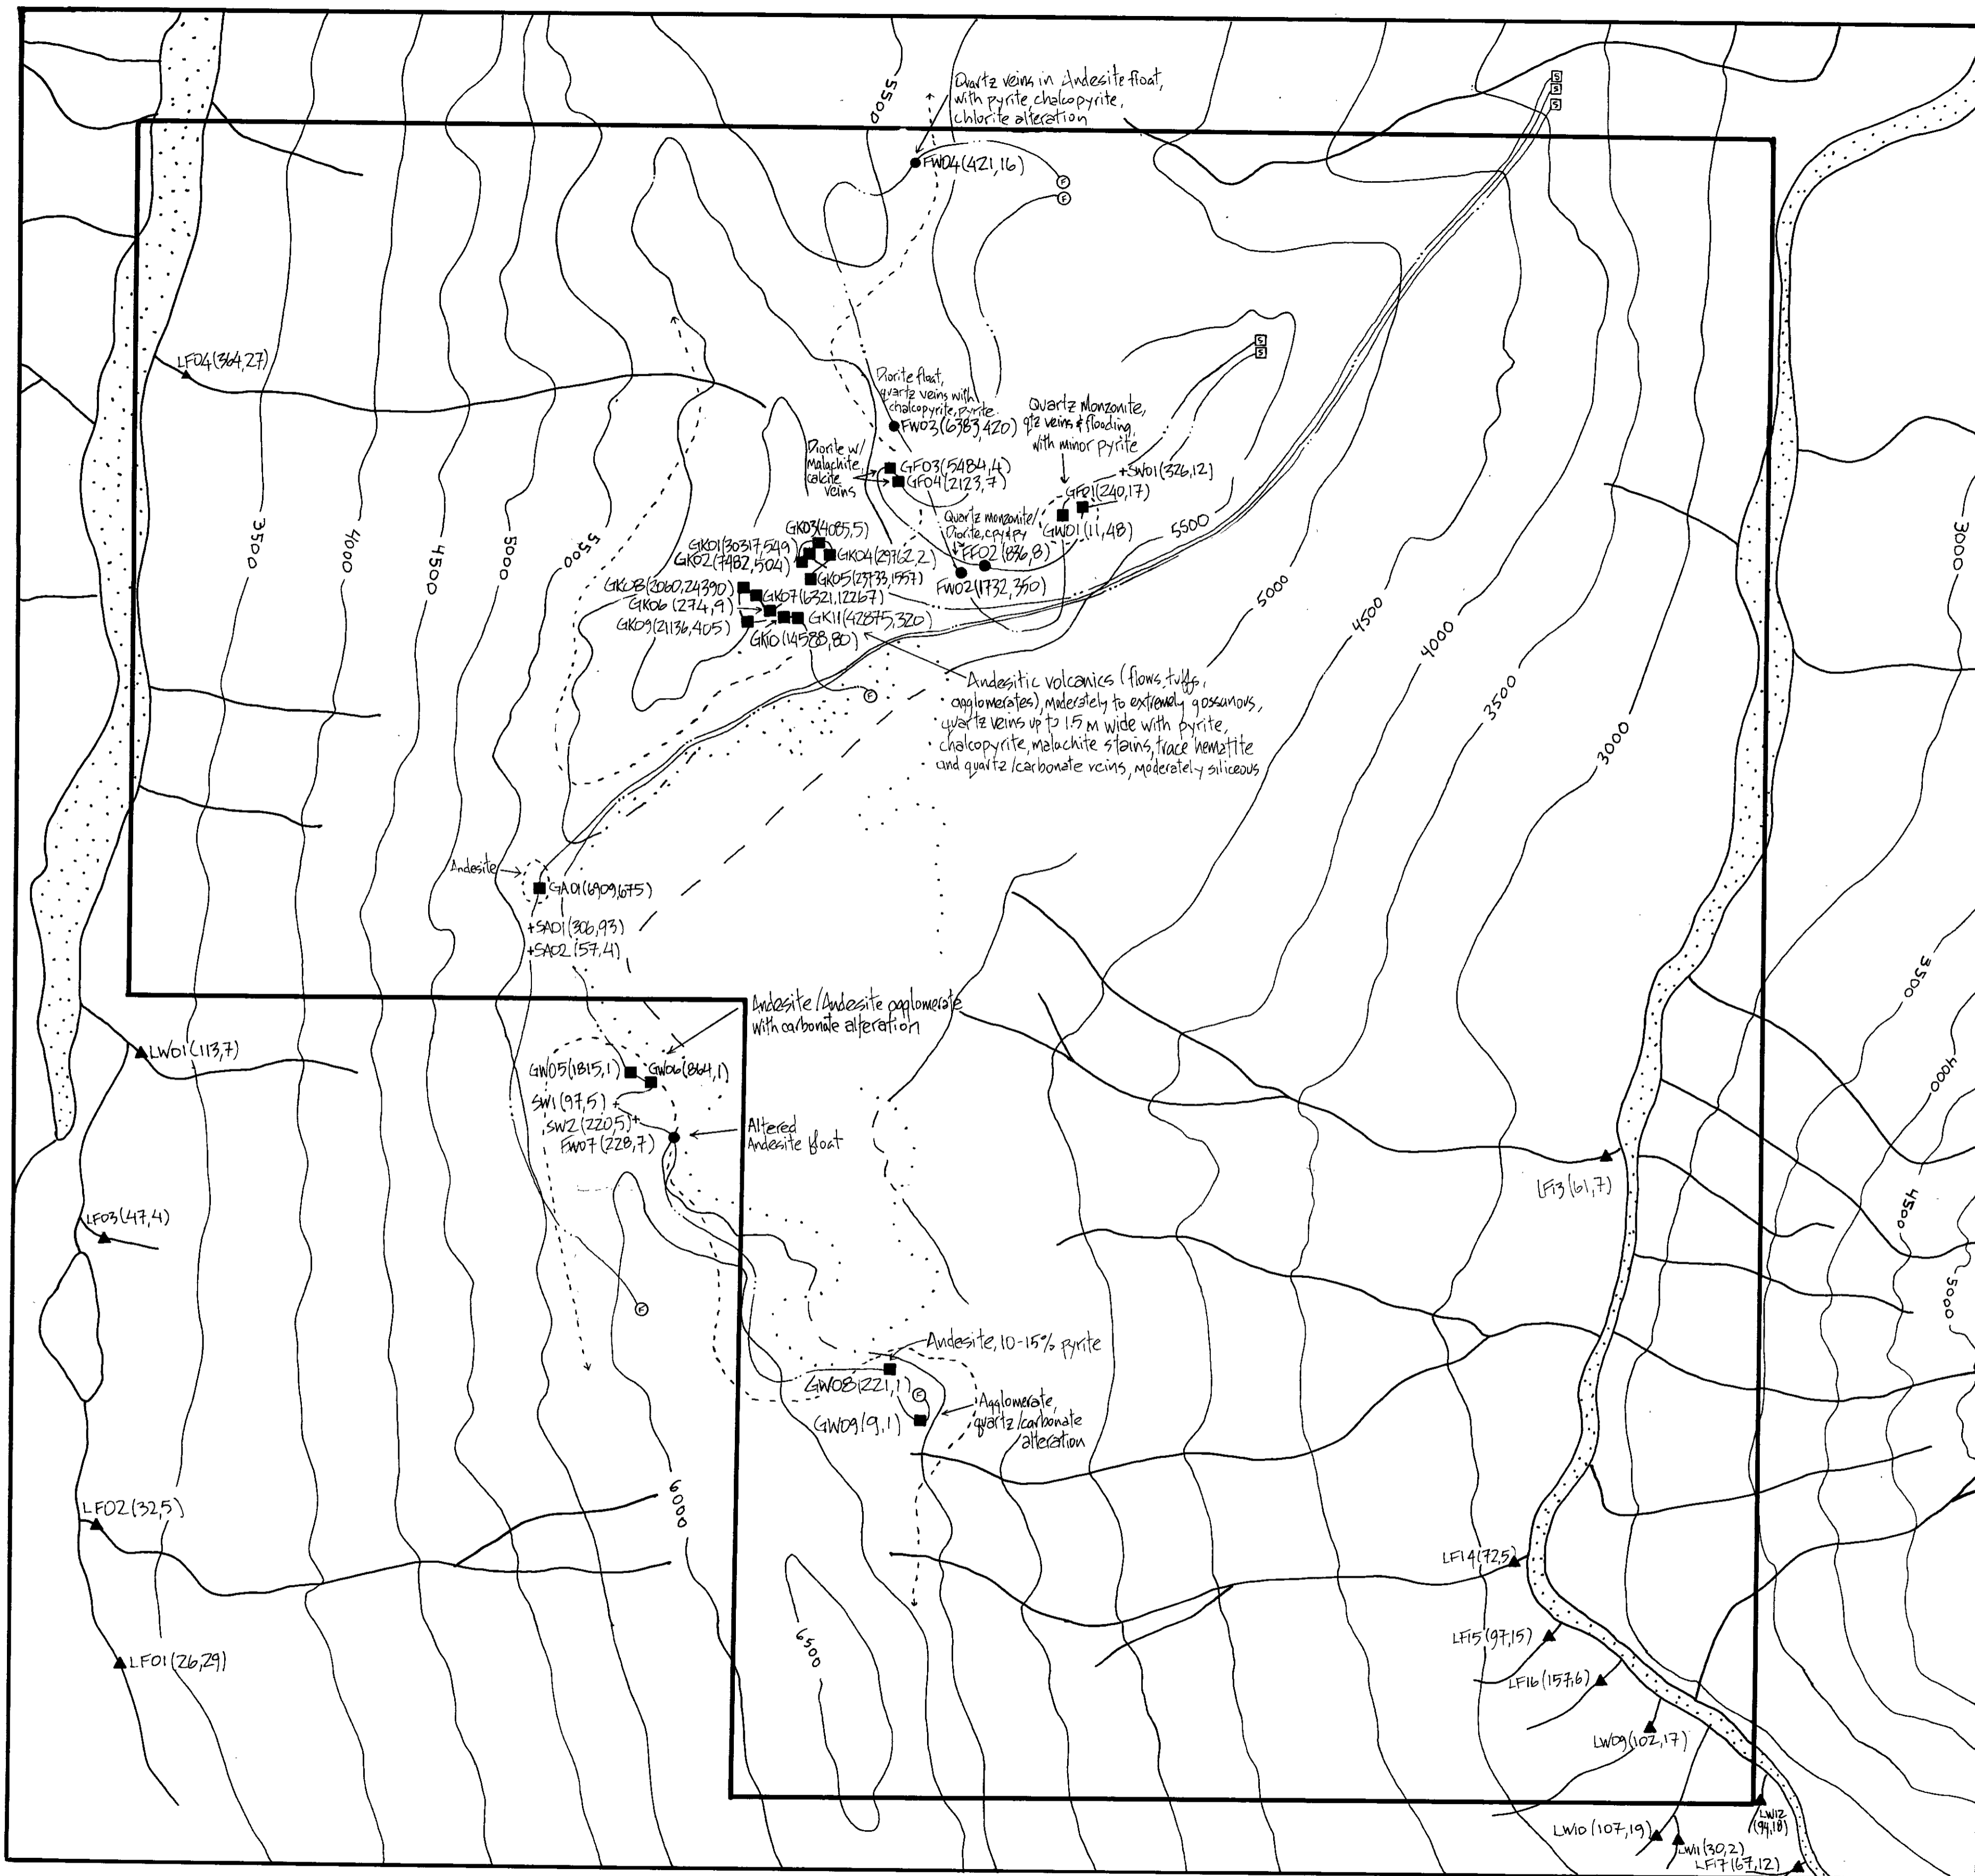 Quartz veins in Andesite float,
with pyrite, chalcopyrite,
chlorite alteration
5500
S
S
S
FW04(421,16)
F
F
LF04(364,27)
S
S
Diorite float,
quartz veins with
chalcopyrite, pyrite.
FW03(6383,420)
Quartz Monzonite,
qtz veins & flooding,
with minor pyrite
Diorite w/
Malachite,
calcite
veins
GF03(5484,4)
GF04(2123,7)
+SW01(326,12)
GF01(240,17)
GW01(11,48)
Quartz monzonite/
Diorite, cpy & py
FF02(836,8)
FW02(1732,350)
5500
3500
4000
4500
5000
5500
3000
GK03(4085,5)
GK01(30317,549)
GK04(29762,2)
GK02(7482,504)
GK05(23733,1557)
GK08(2060,24390)
GK07(6321,12267)
GK06(274,9)
GK11(42875,320)
GK09(21136,405)
GK10(14588,80)
5000
4500
4000
3500
3000
F
Andesitic volcanics (flows, tuffs,
agglomerates), moderately to extremely gossanous,
quartz veins up to 1.5 m wide with pyrite,
chalcopyrite, malachite stains, trace hematite
and quartz/carbonate veins, moderately siliceous
Andesite
GA01(6909,675)
+SA01(306,93)
+SA02(57,4)
3500
Andesite/Andesite agglomerate
with carbonate alteration
LW01(113,7)
GW05(1815,1)
GW06(864,1)
4000
SW1(97,5)+
SW2(220,5)+
FW07(228,7)
Altered
Andesite float
LF13(61,7)
4500
LF03(47,4)
5000
F
Andesite, 10-15% pyrite
GW08(221,1)
F
GW09(9,1)
Agglomerate,
quartz/carbonate
alteration
6000
LF02(32,5)
LF14(72,5)
6500
LF15(97,15)
LF01(26,29)
LF16(157,6)
LW09(102,17)
LW10(107,19)
LW11(30,2)
LW12
(94,18)
LF17(67,12)